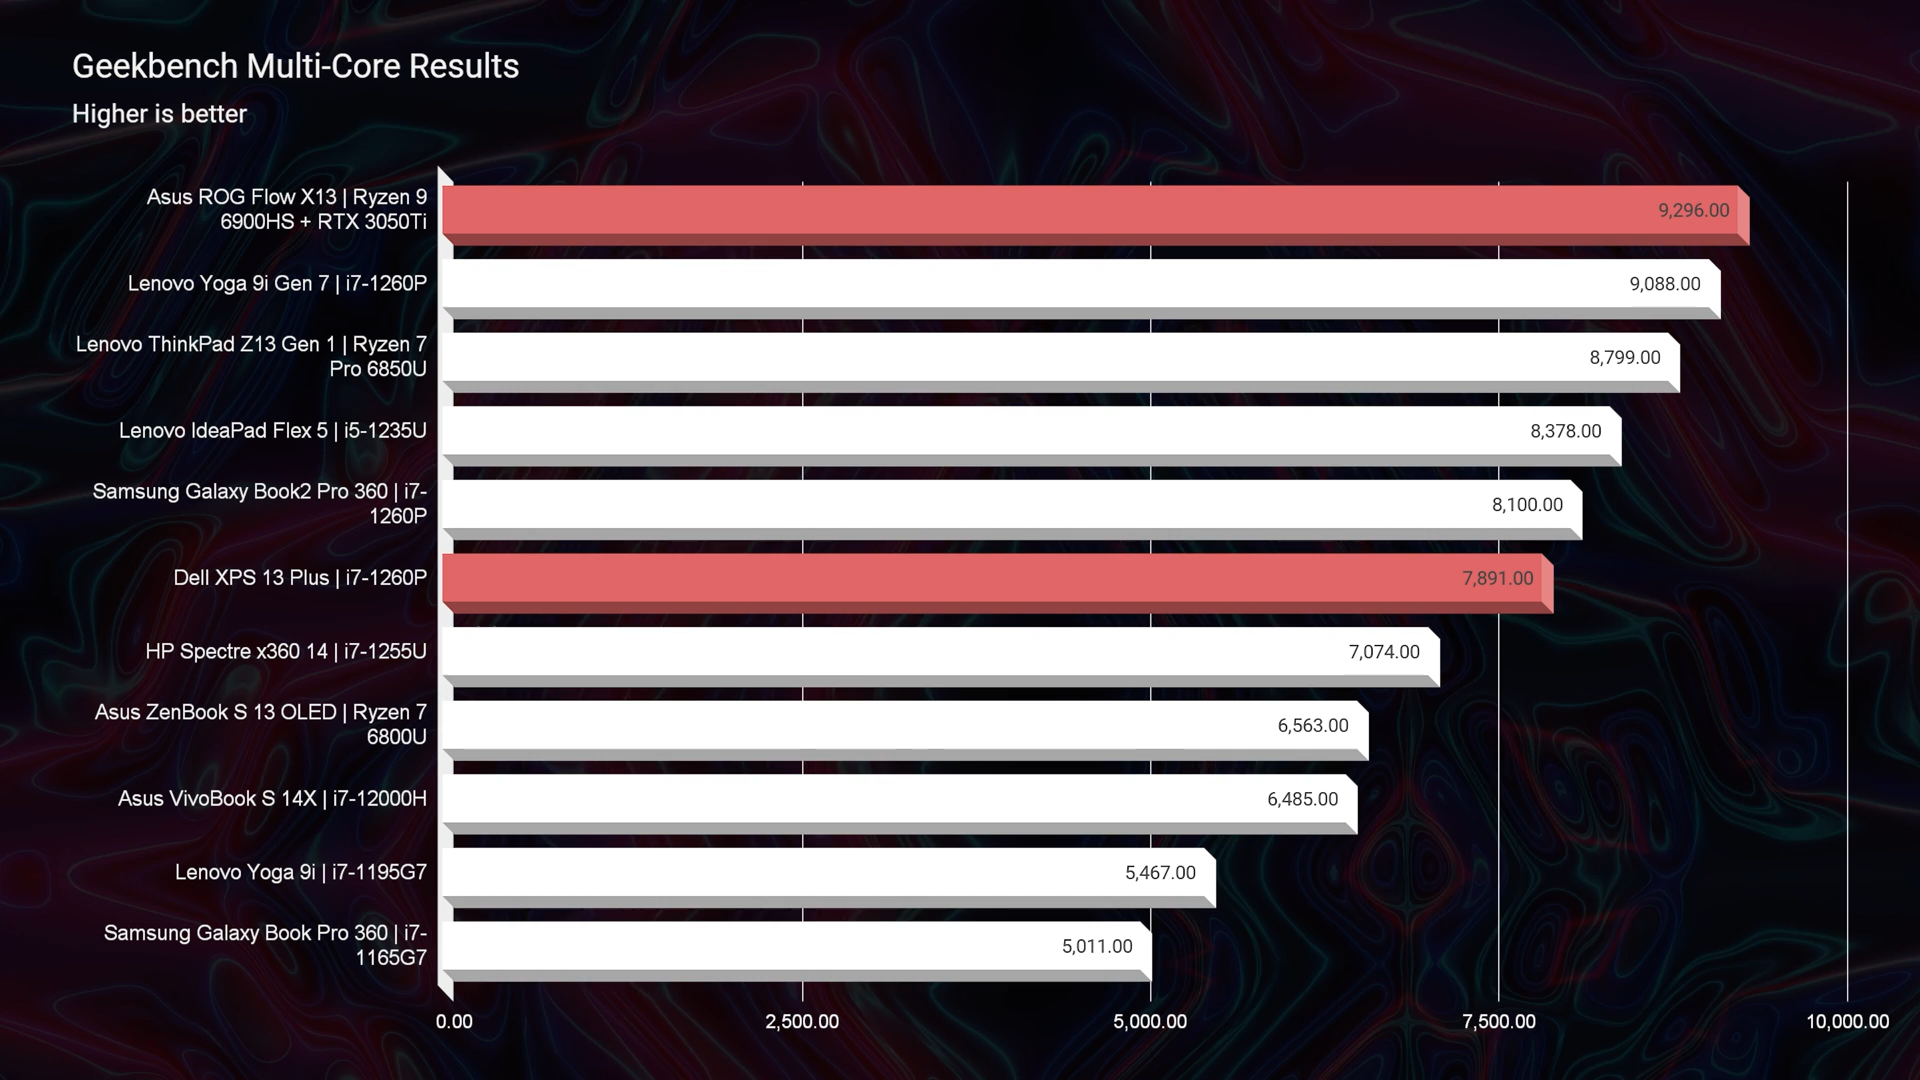 Geekbench Multi-Core Results
Higher is better
Asus ROG Flow X13 | Ryzen 9
6900HS + RTX 3050Ti
9,296.00
Lenovo Yoga 9i Gen 7 | i7-1260P
9,088.00
Lenovo ThinkPad Z13 Gen 1 | Ryzen 7
Pro 6850U
8,799.00
Lenovo IdeaPad Flex 5 | i5-1235U
8,378.00
Samsung Galaxy Book2 Pro 360 | i7-
1260P
8,100.00
Dell XPS 13 Plus | i7-1260P
7,891.00
HP Spectre x360 14 | i7-1255U
7,074.00
Asus ZenBook S 13 OLED | Ryzen 7
6800U
6,563.00
Asus VivoBook S 14X | i7-12000H
6,485.00
Lenovo Yoga 9i | i7-1195G7
5,467.00
Samsung Galaxy Book Pro 360 | i7-
1165G7
5,011.00
0.00 2,500.00 5,000.00 7,500.00 10,000.00